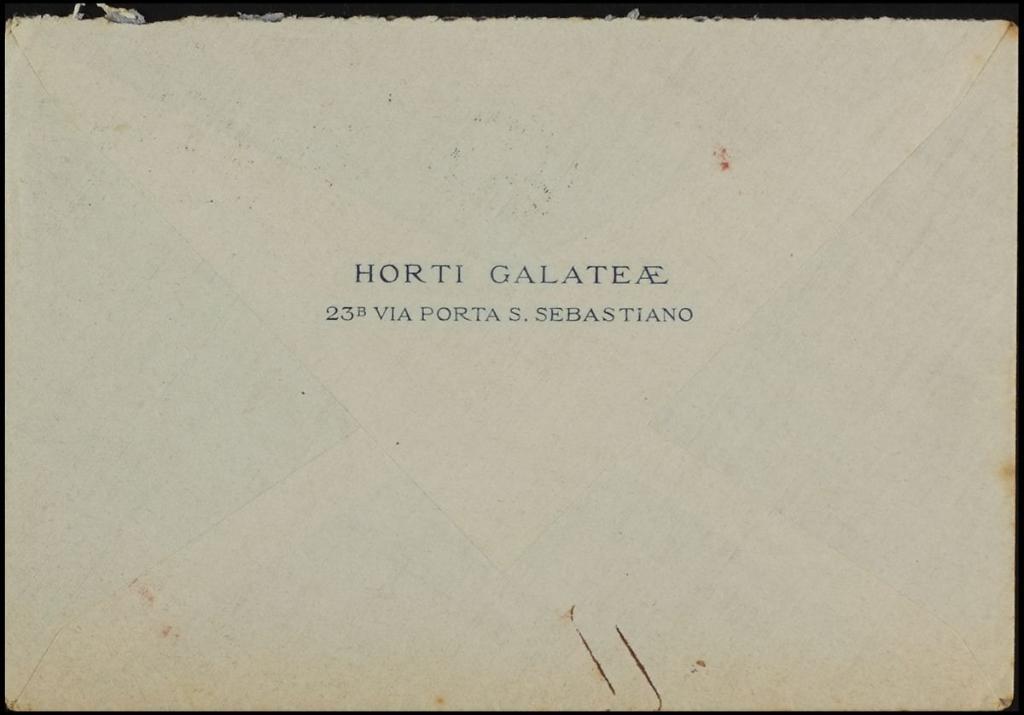 HORTI GALATEÆ
23B VIA PORTA S. SEBASTIANO